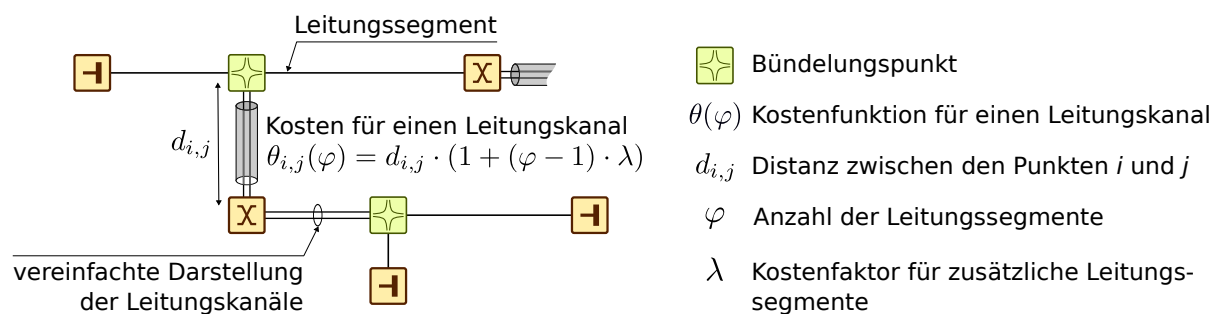 Leitungssegment
d_{i,j}
Kosten für einen Leitungskanal
θ_{i,j}(φ) = d_{i,j} · (1 + (φ − 1) · λ)
vereinfachte Darstellung
der Leitungskanäle
Bündelungspunkt
θ(φ) Kostenfunktion für einen Leitungskanal
d_{i,j} Distanz zwischen den Punkten i und j
φ Anzahl der Leitungssegmente
λ Kostenfaktor für zusätzliche Leitungs-
segmente